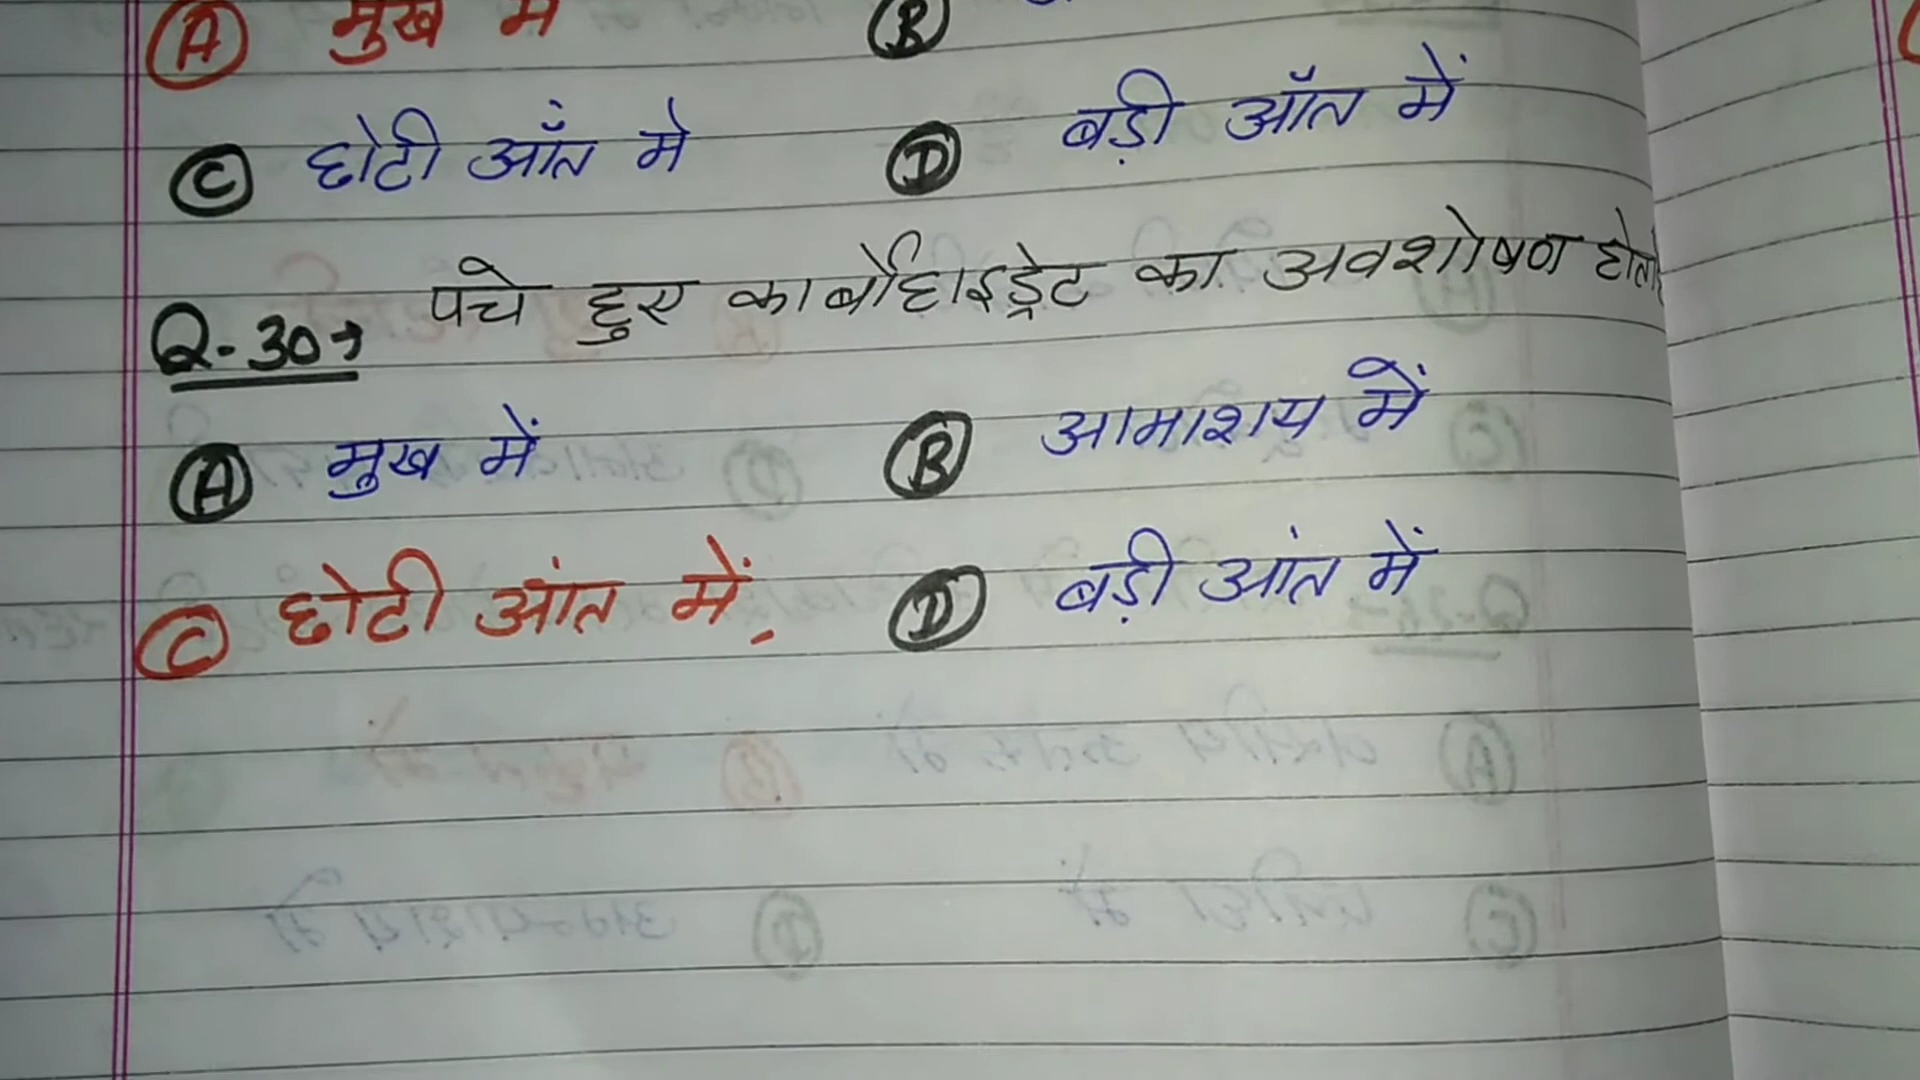 (A) मुख में (B)
(C) छोटी आँत मे (D) बड़ी आँत में
Q-30→ पचे हुए कार्बोहाइड्रेट का अवशोषण होता
(A) मुख में (B) आमाशय में
(C) छोटी आंत में. (D) बड़ी आंत में